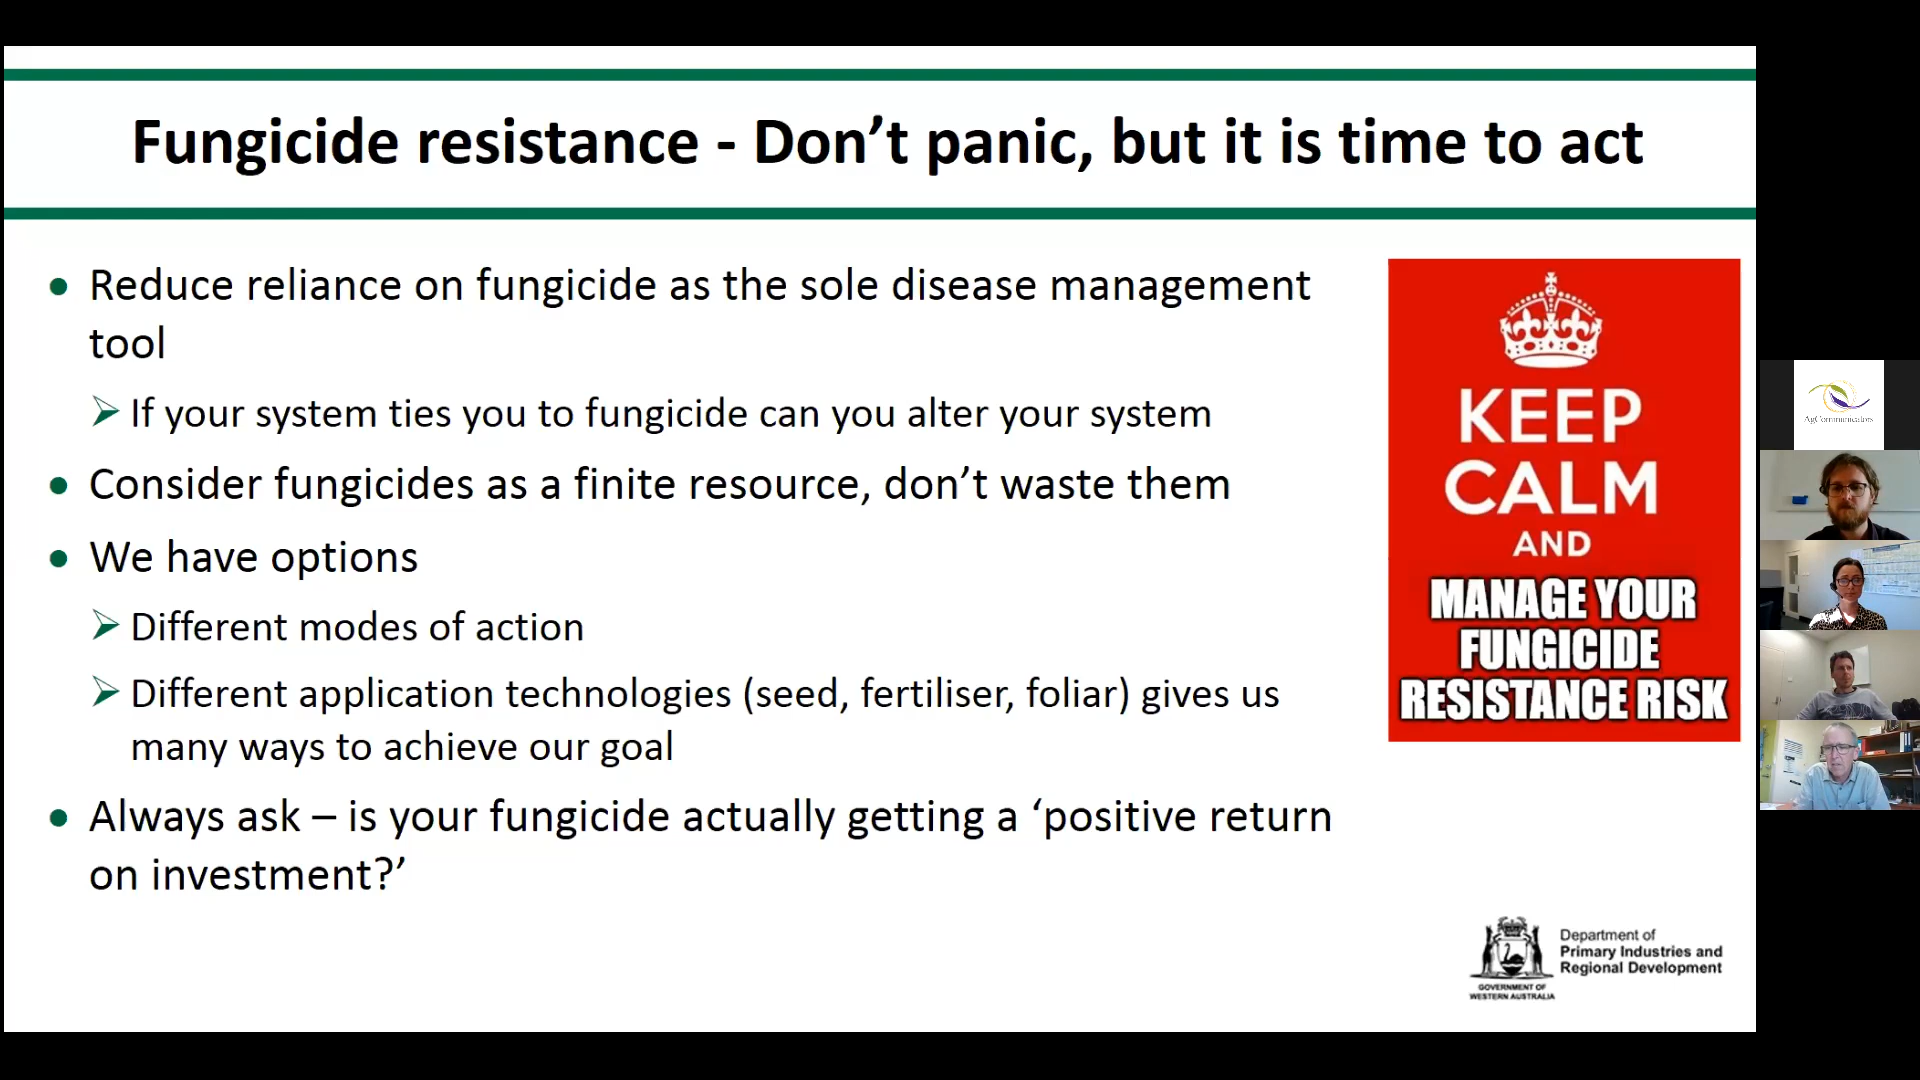 Fungicide resistance - Don’t panic, but it is time to act
Reduce reliance on fungicide as the sole disease management
tool
If your system ties you to fungicide can you alter your system
Consider fungicides as a finite resource, don’t waste them
We have options
Different modes of action
Different application technologies (seed, fertiliser, foliar) gives us
many ways to achieve our goal
Always ask – is your fungicide actually getting a ‘positive return
on investment?’
KEEP
CALM
AND
MANAGE YOUR
FUNGICIDE
RESISTANCE RISK
Department of
Primary Industries and
Regional Development
GOVERNMENT OF
WESTERN AUSTRALIA
AgCommunicators